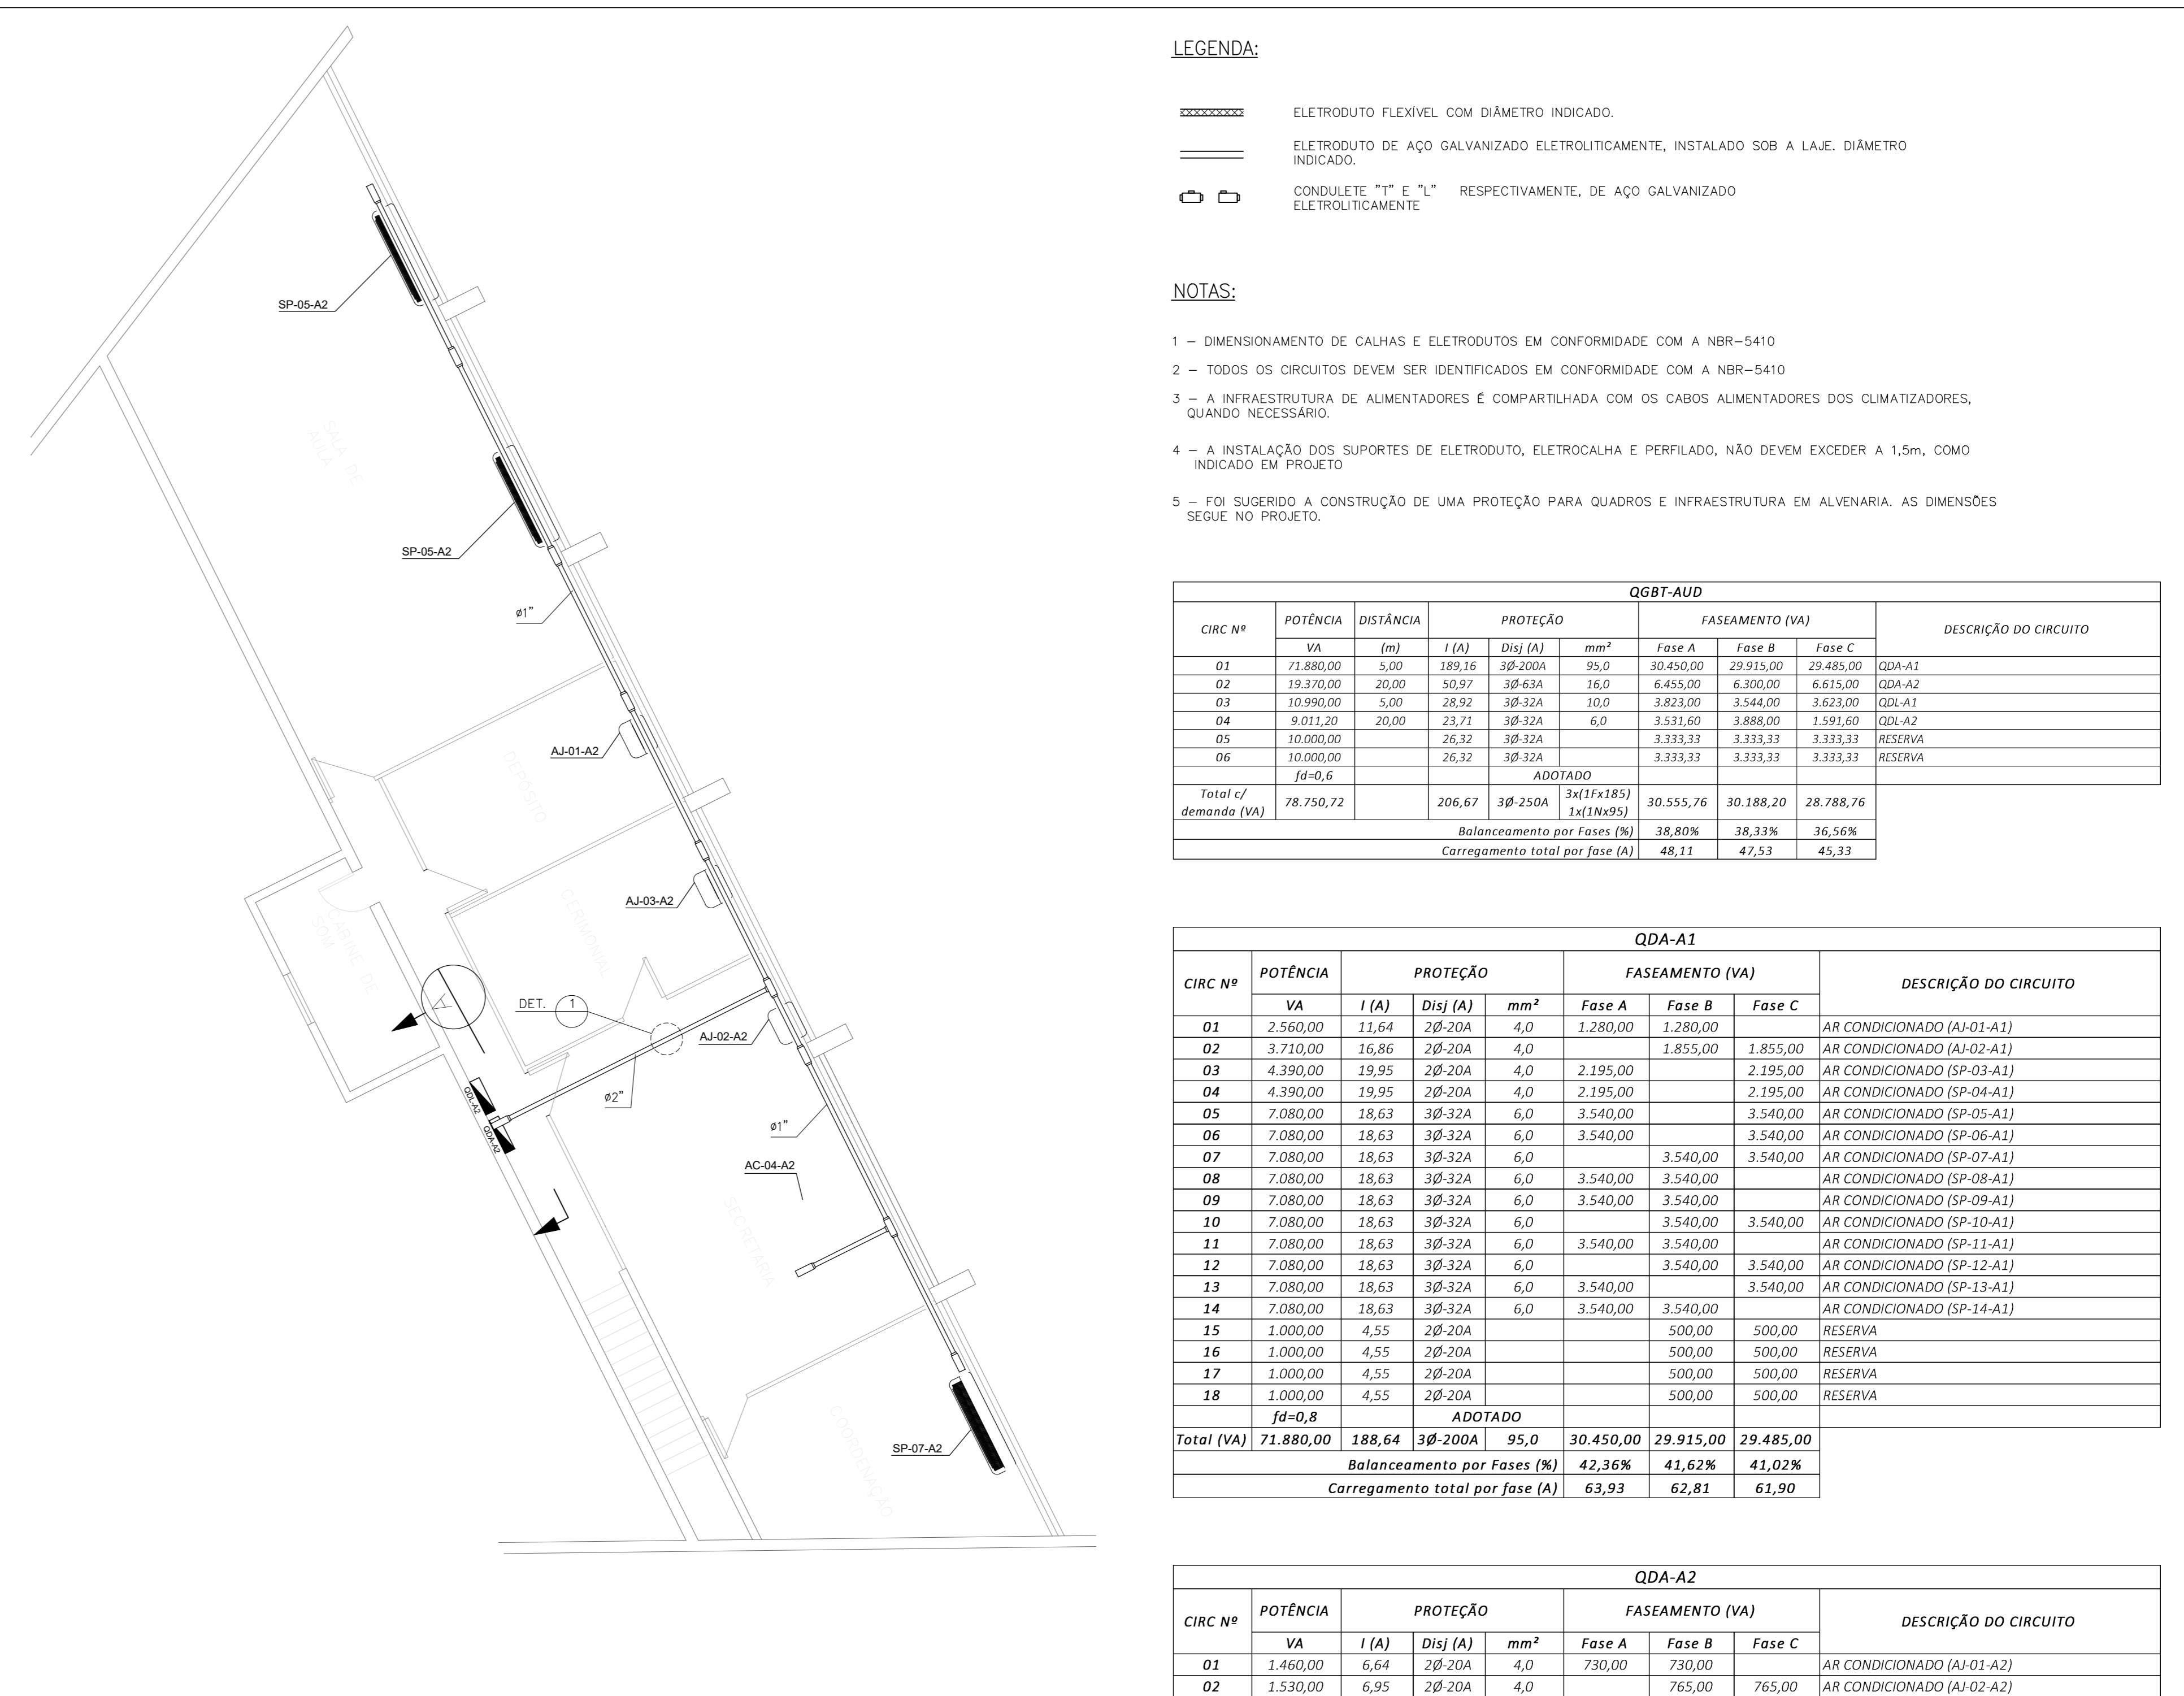 SP-05-A2
SALA DE
AULA
SP-05-A2
ø1"
AJ-01-A2
DEPÓSITO
AJ-03-A2
CERIMONIAL
CABINE DE
SOM
A
DET. 1
AJ-02-A2
QDL-A2
QDA-A2
ø2"
ø1"
AC-04-A2
SECRETARIA
SP-07-A2
COORDENAÇÃO
LEGENDA:
ELETRODUTO FLEXÍVEL COM DIÂMETRO INDICADO.
ELETRODUTO DE AÇO GALVANIZADO ELETROLITICAMENTE, INSTALADO SOB A LAJE. DIÂMETRO
INDICADO.
CONDULETE "T" E "L" RESPECTIVAMENTE, DE AÇO GALVANIZADO
ELETROLITICAMENTE
NOTAS:
1 – DIMENSIONAMENTO DE CALHAS E ELETRODUTOS EM CONFORMIDADE COM A NBR–5410
2 – TODOS OS CIRCUITOS DEVEM SER IDENTIFICADOS EM CONFORMIDADE COM A NBR–5410
3 – A INFRAESTRUTURA DE ALIMENTADORES É COMPARTILHADA COM OS CABOS ALIMENTADORES DOS CLIMATIZADORES,
QUANDO NECESSÁRIO.
4 – A INSTALAÇÃO DOS SUPORTES DE ELETRODUTO, ELETROCALHA E PERFILADO, NÃO DEVEM EXCEDER A 1,5m, COMO
INDICADO EM PROJETO
5 – FOI SUGERIDO A CONSTRUÇÃO DE UMA PROTEÇÃO PARA QUADROS E INFRAESTRUTURA EM ALVENARIA. AS DIMENSÕES
SEGUE NO PROJETO.
QGBT-AUD
CIRC Nº POTÊNCIA DISTÂNCIA PROTEÇÃO FASEAMENTO (VA) DESCRIÇÃO DO CIRCUITO
VA (m) I (A) Disj (A) mm² Fase A Fase B Fase C
01 71.880,00 5,00 189,16 3Ø-200A 95,0 30.450,00 29.915,00 29.485,00 QDA-A1
02 19.370,00 20,00 50,97 3Ø-63A 16,0 6.455,00 6.300,00 6.615,00 QDA-A2
03 10.990,00 5,00 28,92 3Ø-32A 10,0 3.823,00 3.544,00 3.623,00 QDL-A1
04 9.011,20 20,00 23,71 3Ø-32A 6,0 3.531,60 3.888,00 1.591,60 QDL-A2
05 10.000,00 26,32 3Ø-32A 3.333,33 3.333,33 3.333,33 RESERVA
06 10.000,00 26,32 3Ø-32A 3.333,33 3.333,33 3.333,33 RESERVA
fd=0,6 ADOTADO
Total c/ demanda (VA) 78.750,72 206,67 3Ø-250A 3x(1Fx185) 1x(1Nx95) 30.555,76 30.188,20 28.788,76
Balanceamento por Fases (%) 38,80% 38,33% 36,56%
Carregamento total por fase (A) 48,11 47,53 45,33
QDA-A1
CIRC Nº POTÊNCIA PROTEÇÃO FASEAMENTO (VA) DESCRIÇÃO DO CIRCUITO
VA I (A) Disj (A) mm² Fase A Fase B Fase C
01 2.560,00 11,64 2Ø-20A 4,0 1.280,00 1.280,00 AR CONDICIONADO (AJ-01-A1)
02 3.710,00 16,86 2Ø-20A 4,0 1.855,00 1.855,00 AR CONDICIONADO (AJ-02-A1)
03 4.390,00 19,95 2Ø-20A 4,0 2.195,00 2.195,00 AR CONDICIONADO (SP-03-A1)
04 4.390,00 19,95 2Ø-20A 4,0 2.195,00 2.195,00 AR CONDICIONADO (SP-04-A1)
05 7.080,00 18,63 3Ø-32A 6,0 3.540,00 3.540,00 AR CONDICIONADO (SP-05-A1)
06 7.080,00 18,63 3Ø-32A 6,0 3.540,00 3.540,00 AR CONDICIONADO (SP-06-A1)
07 7.080,00 18,63 3Ø-32A 6,0 3.540,00 3.540,00 AR CONDICIONADO (SP-07-A1)
08 7.080,00 18,63 3Ø-32A 6,0 3.540,00 3.540,00 AR CONDICIONADO (SP-08-A1)
09 7.080,00 18,63 3Ø-32A 6,0 3.540,00 3.540,00 AR CONDICIONADO (SP-09-A1)
10 7.080,00 18,63 3Ø-32A 6,0 3.540,00 3.540,00 AR CONDICIONADO (SP-10-A1)
11 7.080,00 18,63 3Ø-32A 6,0 3.540,00 3.540,00 AR CONDICIONADO (SP-11-A1)
12 7.080,00 18,63 3Ø-32A 6,0 3.540,00 3.540,00 AR CONDICIONADO (SP-12-A1)
13 7.080,00 18,63 3Ø-32A 6,0 3.540,00 3.540,00 AR CONDICIONADO (SP-13-A1)
14 7.080,00 18,63 3Ø-32A 6,0 3.540,00 3.540,00 AR CONDICIONADO (SP-14-A1)
15 1.000,00 4,55 2Ø-20A 500,00 500,00 RESERVA
16 1.000,00 4,55 2Ø-20A 500,00 500,00 RESERVA
17 1.000,00 4,55 2Ø-20A 500,00 500,00 RESERVA
18 1.000,00 4,55 2Ø-20A 500,00 500,00 RESERVA
fd=0,8 ADOTADO
Total (VA) 71.880,00 188,64 3Ø-200A 95,0 30.450,00 29.915,00 29.485,00
Balanceamento por Fases (%) 42,36% 41,62% 41,02%
Carregamento total por fase (A) 63,93 62,81 61,90
QDA-A2
CIRC Nº POTÊNCIA PROTEÇÃO FASEAMENTO (VA) DESCRIÇÃO DO CIRCUITO
VA I (A) Disj (A) mm² Fase A Fase B Fase C
01 1.460,00 6,64 2Ø-20A 4,0 730,00 730,00 AR CONDICIONADO (AJ-01-A2)
02 1.530,00 6,95 2Ø-20A 4,0 765,00 765,00 AR CONDICIONADO (AJ-02-A2)